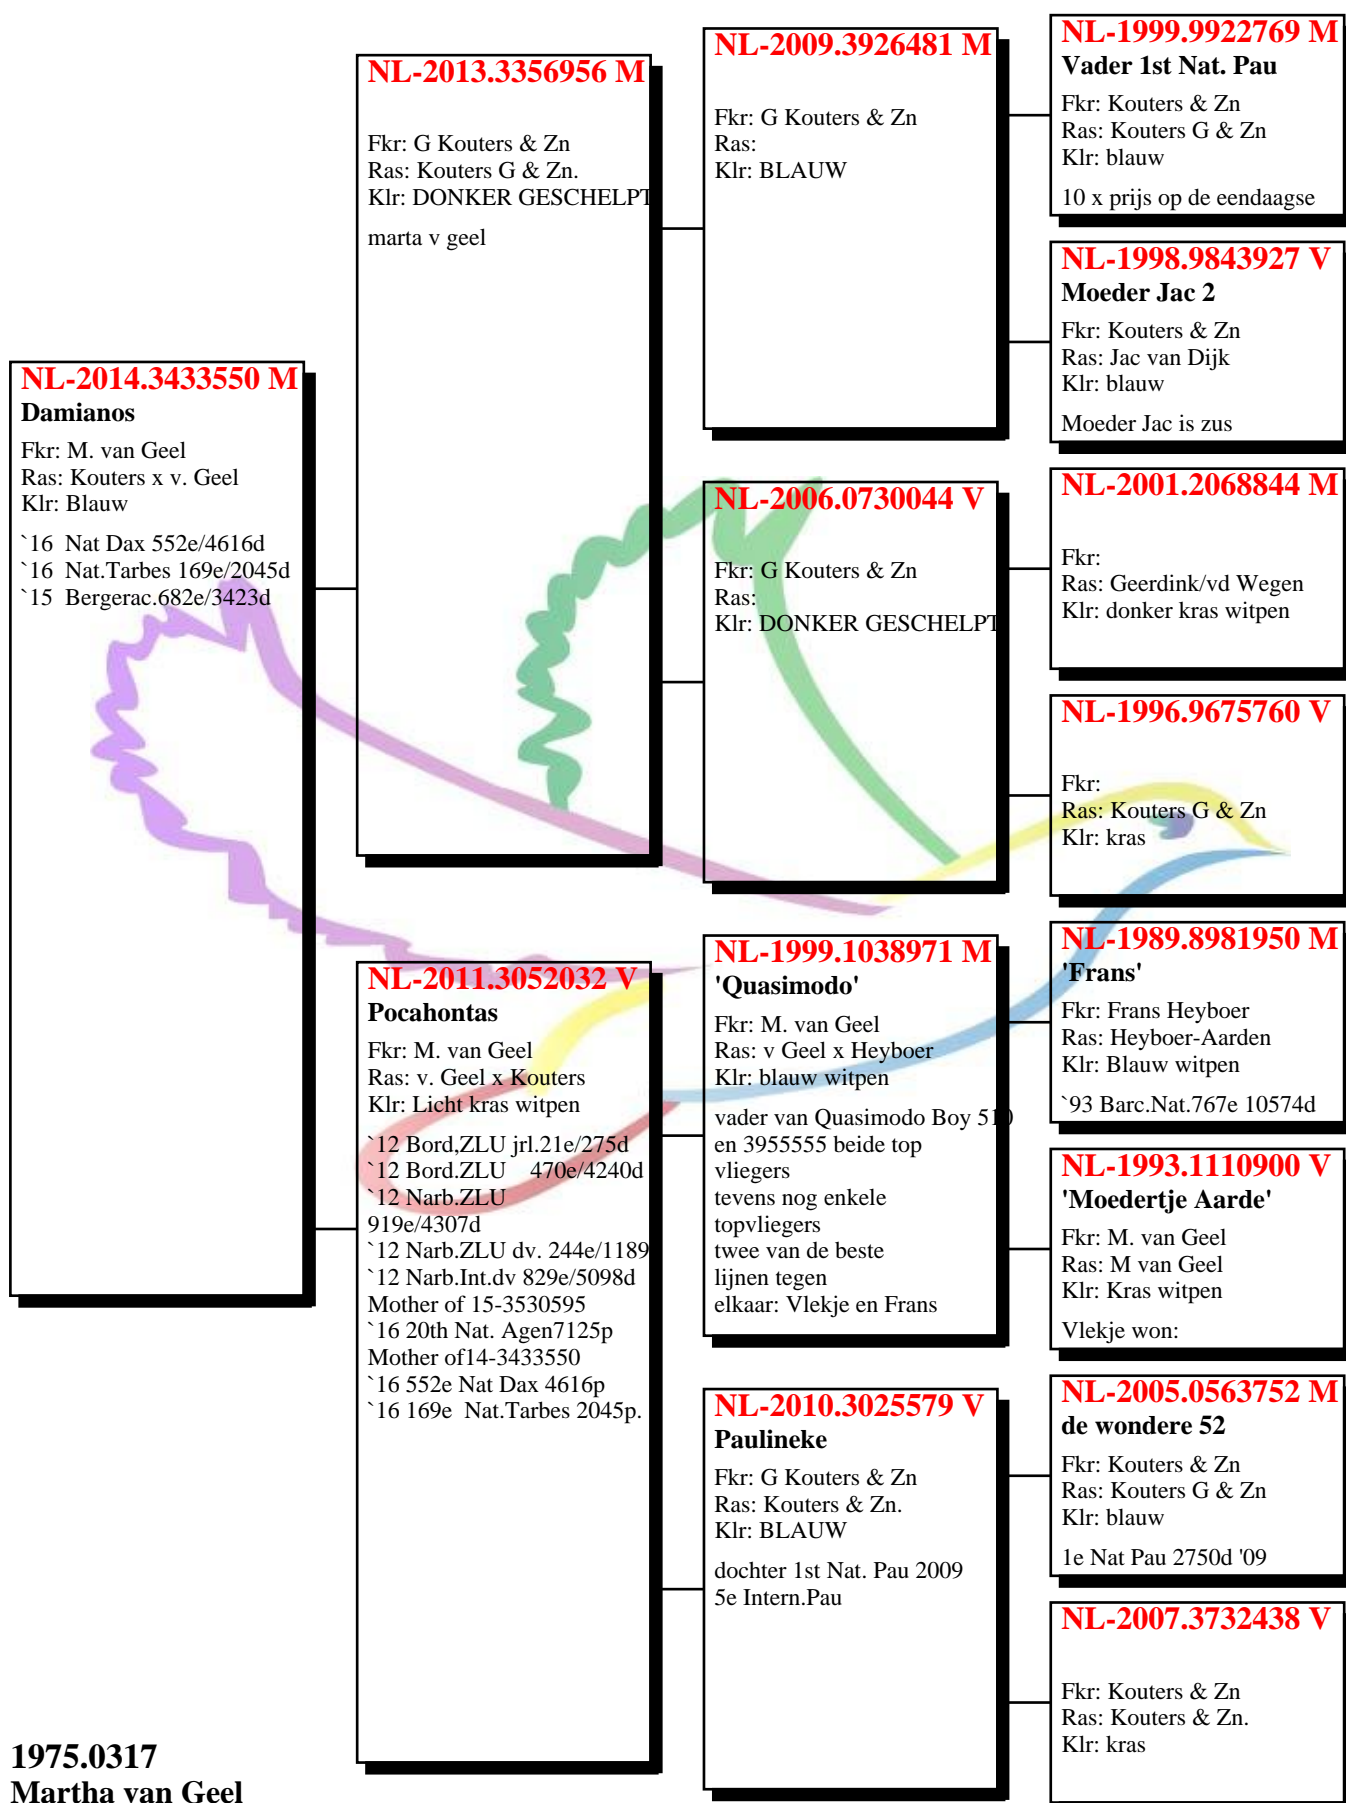 NL-2014.3433550 M
Damianos
Fkr: M. van Geel
Ras: Kouters x v. Geel
Klr: Blauw
`16  Nat Dax 552e/4616d
`16  Nat.Tarbes 169e/2045d
`15  Bergerac.682e/3423d
NL-2013.3356956 M
Fkr: G Kouters & Zn
Ras: Kouters G & Zn.
Klr: DONKER GESCHELPT
marta v geel
NL-2011.3052032 V
Pocahontas
Fkr: M. van Geel
Ras: v. Geel x Kouters
Klr: Licht kras witpen
`12 Bord,ZLU jrl.21e/275d
`12 Bord.ZLU    470e/4240d
`12 Narb.ZLU
919e/4307d
`12 Narb.ZLU dv. 244e/1189
`12 Narb.Int.dv 829e/5098d
Mother of 15-3530595
`16 20th Nat. Agen7125p
Mother of14-3433550
`16 552e Nat Dax 4616p
`16 169e  Nat.Tarbes 2045p.
NL-2009.3926481 M
Fkr: G Kouters & Zn
Ras:
Klr: BLAUW
NL-2006.0730044 V
Fkr: G Kouters & Zn
Ras:
Klr: DONKER GESCHELPT
NL-1999.1038971 M
'Quasimodo'
Fkr: M. van Geel
Ras: v Geel x Heyboer
Klr: blauw witpen
vader van Quasimodo Boy 510
en 3955555 beide top
vliegers
tevens nog enkele
topvliegers
twee van de beste
lijnen tegen
elkaar: Vlekje en Frans
NL-2010.3025579 V
Paulineke
Fkr: G Kouters & Zn
Ras: Kouters & Zn.
Klr: BLAUW
dochter 1st Nat. Pau 2009
5e Intern.Pau
NL-1999.9922769 M
Vader 1st Nat. Pau
Fkr: Kouters & Zn
Ras: Kouters G & Zn
Klr: blauw
10 x prijs op de eendaagse
NL-1998.9843927 V
Moeder Jac 2
Fkr: Kouters & Zn
Ras: Jac van Dijk
Klr: blauw
Moeder Jac is zus
NL-2001.2068844 M
Fkr:
Ras: Geerdink/vd Wegen
Klr: donker kras witpen
NL-1996.9675760 V
Fkr:
Ras: Kouters G & Zn
Klr: kras
NL-1989.8981950 M
'Frans'
Fkr: Frans Heyboer
Ras: Heyboer-Aarden
Klr: Blauw witpen
`93 Barc.Nat.767e 10574d
NL-1993.1110900 V
'Moedertje Aarde'
Fkr: M. van Geel
Ras: M van Geel
Klr: Kras witpen
Vlekje won:
NL-2005.0563752 M
de wondere 52
Fkr: Kouters & Zn
Ras: Kouters G & Zn
Klr: blauw
1e Nat Pau 2750d '09
NL-2007.3732438 V
Fkr: Kouters & Zn
Ras: Kouters & Zn.
Klr: kras
1975.0317
Martha van Geel